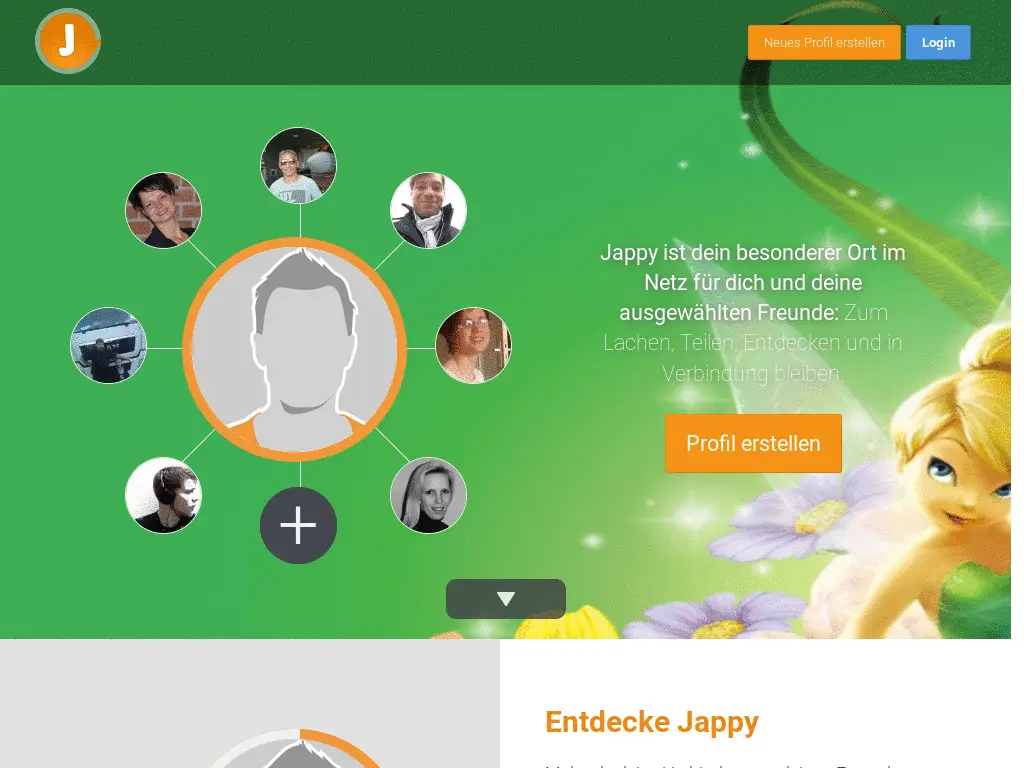 J
Neues Profil erstellen
Login
Jappy ist dein besonderer Ort im
Netz für dich und deine
ausgewählten Freunde: Zum
Lachen, Teilen, Entdecken und in
Verbindung bleiben
Profil erstellen
Entdecke Jappy